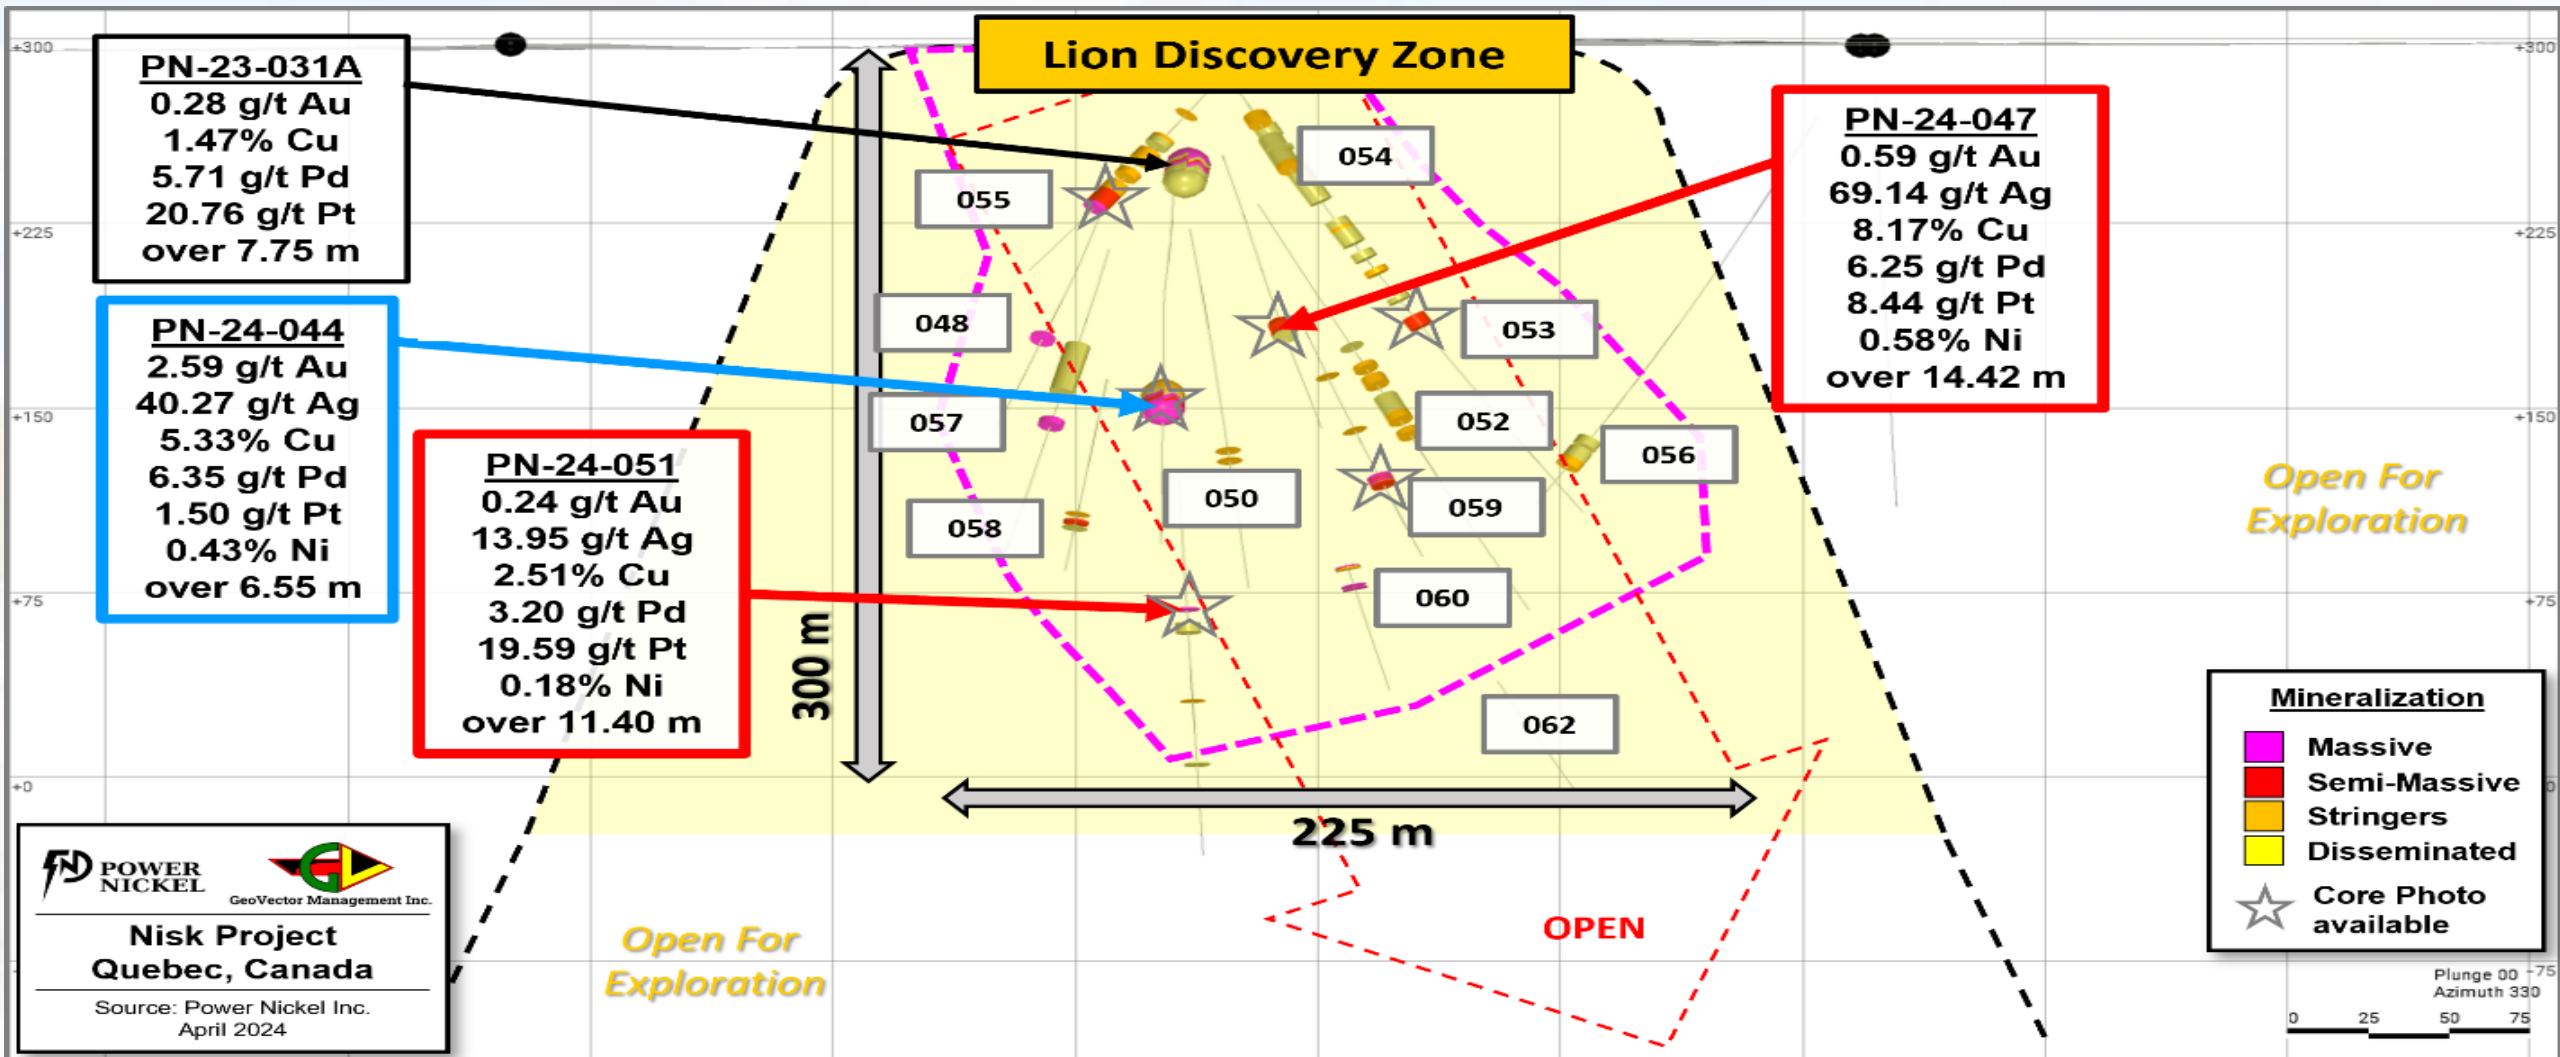 Lion Discovery Zone
+300
+300
PN-23-031A
0.28 g/t Au
1.47% Cu
5.71 g/t Pd
20.76 g/t Pt
over 7.75 m
PN-24-047
0.59 g/t Au
69.14 g/t Ag
8.17% Cu
6.25 g/t Pd
8.44 g/t Pt
0.58% Ni
over 14.42 m
054
055
+225
+225
PN-24-044
2.59 g/t Au
40.27 g/t Ag
5.33% Cu
6.35 g/t Pd
1.50 g/t Pt
0.43% Ni
over 6.55 m
048
053
+150
+150
057
052
056
PN-24-051
0.24 g/t Au
13.95 g/t Ag
2.51% Cu
3.20 g/t Pd
19.59 g/t Pt
0.18% Ni
over 11.40 m
050
059
058
Open For
Exploration
+75
+75
060
300 m
062
+0
225 m
Mineralization
Massive
Semi-Massive
Stringers
Disseminated
Core Photo
available
POWER
NICKEL
GeoVector Management Inc.
Nisk Project
Quebec, Canada
Source: Power Nickel Inc.
April 2024
Open For
Exploration
OPEN
Plunge 00
-75
Azimuth 330
0 25 50 75